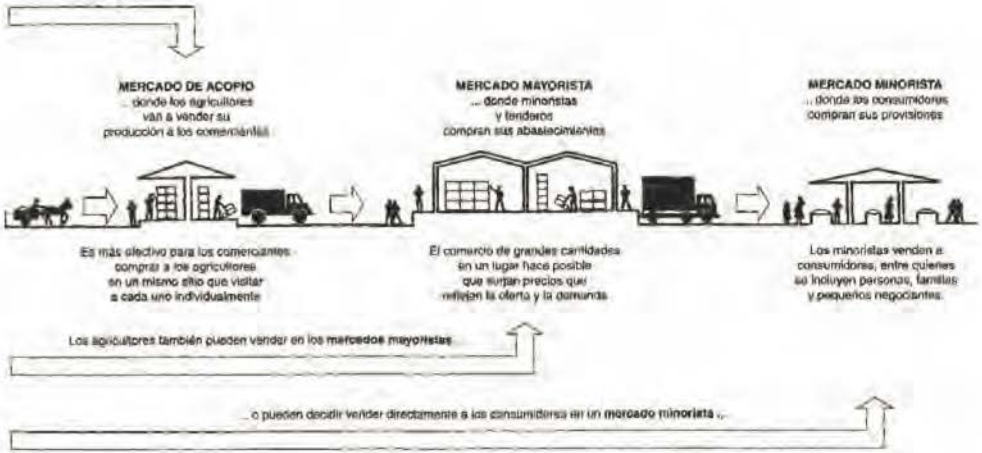 MERCADO DE ACOPIO
... donde los agricultores
van a vender su
producción a los comerciantes
MERCADO MAYORISTA
... donde minoristas
y tenderos
compran sus abastecimientos
MERCADO MINORISTA
... donde los consumidores
compran sus provisiones
Es más efectivo para los comerciantes
comprar a los agricultores
en un mismo sitio que visitar
a cada uno individualmente
El comercio de grandes cantidades
en un lugar hace posible
que surjan precios que
reflejen la oferta y la demanda
Los minoristas venden a
consumidores, entre quienes
se incluyen personas, familias
y pequeños negociantes.
Los agricultores también pueden vender en los mercados mayoristas ...
... o pueden decidir vender directamente a los consumidores en un mercado minorista ...